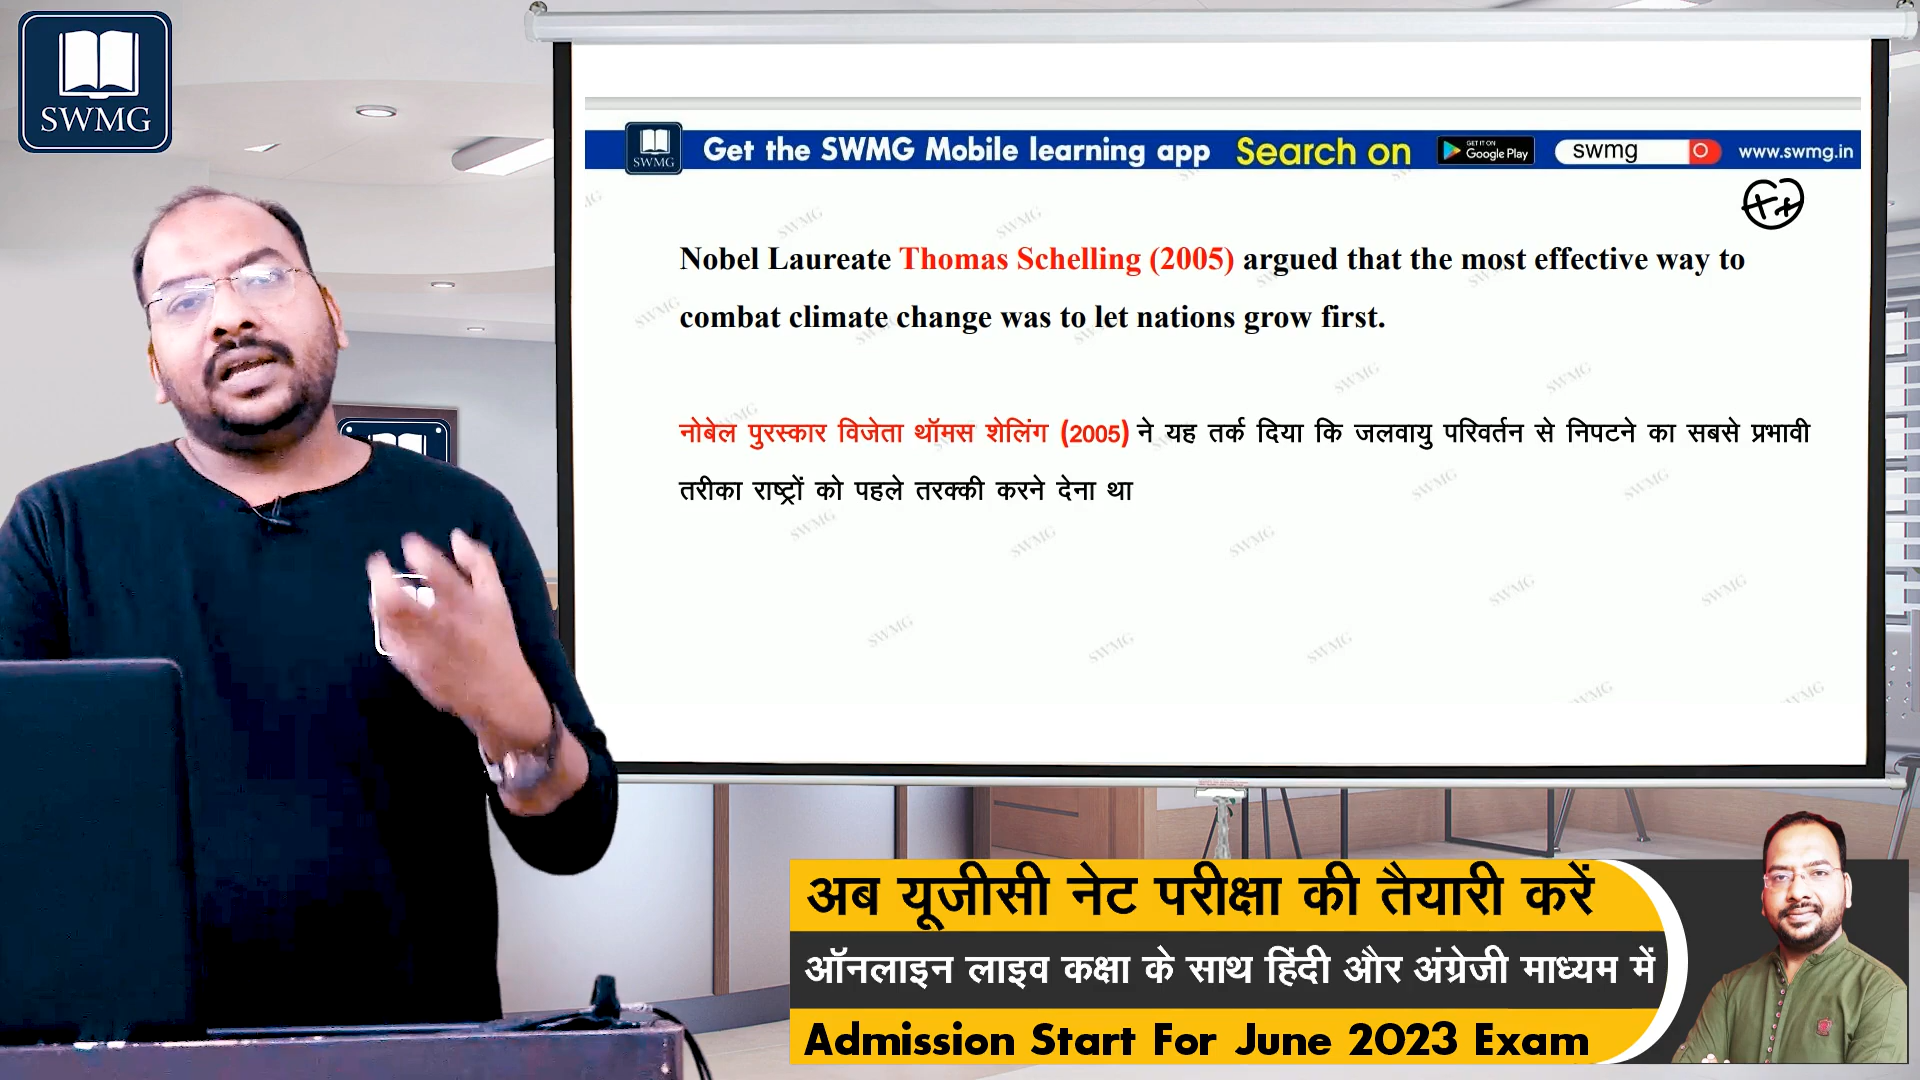 SWMG
SWMG
Get the SWMG Mobile learning app Search on GET IT ON Google Play swmg www.swmg.in
Nobel Laureate Thomas Schelling (2005) argued that the most effective way to
combat climate change was to let nations grow first.
नोबेल पुरस्कार विजेता थॉमस शेलिंग (2005) ने यह तर्क दिया कि जलवायु परिवर्तन से निपटने का सबसे प्रभावी
तरीका राष्ट्रों को पहले तरक्की करने देना था
अब यूजीसी नेट परीक्षा की तैयारी करें
ऑनलाइन लाइव कक्षा के साथ हिंदी और अंग्रेजी माध्यम में
Admission Start For June 2023 Exam